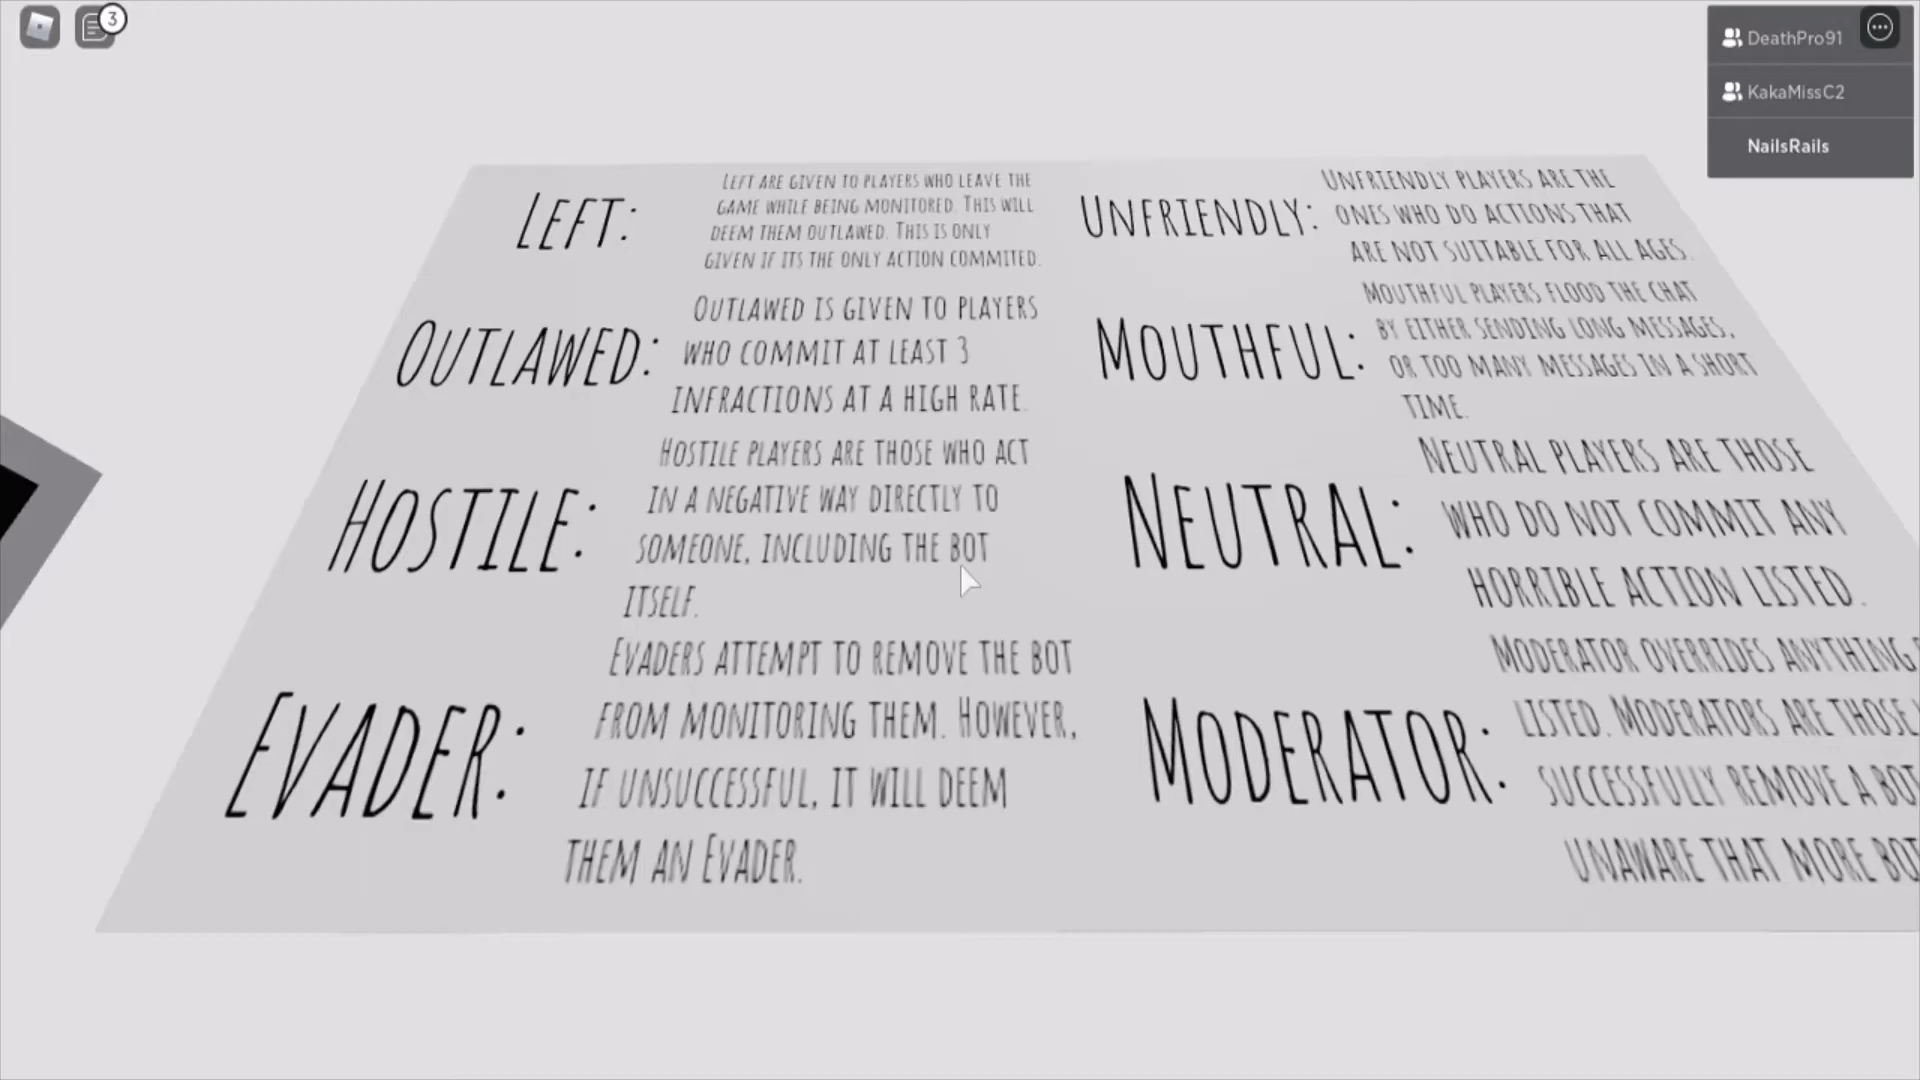 3
DeathPro91
KakaMissC2
NailsRails
LEFT:
LEFT ARE GIVEN TO PLAYERS WHO LEAVE THE
GAME WHILE BEING MONITORED. THIS WILL
DEEM THEM OUTLAWED. THIS IS ONLY
GIVEN IF ITS THE ONLY ACTION COMMITED.
OUTLAWED:
OUTLAWED IS GIVEN TO PLAYERS
WHO COMMIT AT LEAST 3
INFRACTIONS AT A HIGH RATE.
HOSTILE:
HOSTILE PLAYERS ARE THOSE WHO ACT
IN A NEGATIVE WAY DIRECTLY TO
SOMEONE, INCLUDING THE BOT
ITSELF.
EVADER:
EVADERS ATTEMPT TO REMOVE THE BOT
FROM MONITORING THEM. HOWEVER,
IF UNSUCCESSFUL, IT WILL DEEM
THEM AN EVADER.
UNFRIENDLY:
UNFRIENDLY PLAYERS ARE THE
ONES WHO DO ACTIONS THAT
ARE NOT SUITABLE FOR ALL AGES.
MOUTHFUL:
MOUTHFUL PLAYERS FLOOD THE CHAT
BY EITHER SENDING LONG MESSAGES,
OR TOO MANY MESSAGES IN A SHORT
TIME.
NEUTRAL:
NEUTRAL PLAYERS ARE THOSE
WHO DO NOT COMMIT ANY
HORRIBLE ACTION LISTED.
MODERATOR:
MODERATOR OVERRIDES ANYTHING
LISTED. MODERATORS ARE THOSE
SUCCESSFULLY REMOVE A BOT
UNAWARE THAT MORE BOT